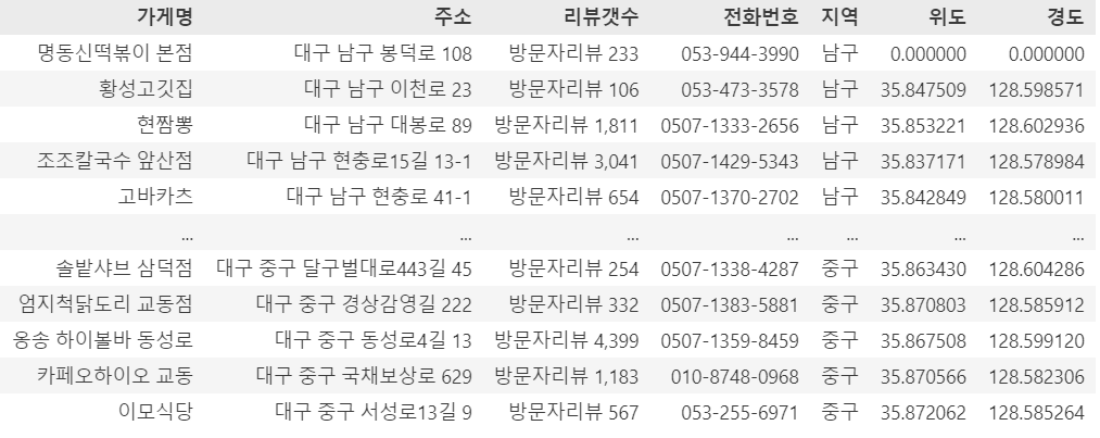 가게명 주소 리뷰갯수 전화번호 지역 위도 경도
명동신떡볶이 본점 대구 남구 봉덕로 108 방문자리뷰 233 053-944-3990 남구 0.000000 0.000000
황성고깃집 대구 남구 이천로 23 방문자리뷰 106 053-473-3578 남구 35.847509 128.598571
현짬뽕 대구 남구 대봉로 89 방문자리뷰 1,811 0507-1333-2656 남구 35.853221 128.602936
조조칼국수 앞산점 대구 남구 현충로15길 13-1 방문자리뷰 3,041 0507-1429-5343 남구 35.837171 128.578984
고바카츠 대구 남구 현충로 41-1 방문자리뷰 654 0507-1370-2702 남구 35.842849 128.580011
... ... ... ... ... ... ...
솔밭샤브 삼덕점 대구 중구 달구벌대로443길 45 방문자리뷰 254 0507-1338-4287 중구 35.863430 128.604286
엄지척닭도리 교동점 대구 중구 경상감영길 222 방문자리뷰 332 0507-1383-5881 중구 35.870803 128.585912
옹송 하이볼바 동성로 대구 중구 동성로4길 13 방문자리뷰 4,399 0507-1359-8459 중구 35.867508 128.599120
카페오하이오 교동 대구 중구 국채보상로 629 방문자리뷰 1,183 010-8748-0968 중구 35.870566 128.582306
이모식당 대구 중구 서성로13길 9 방문자리뷰 567 053-255-6971 중구 35.872062 128.585264